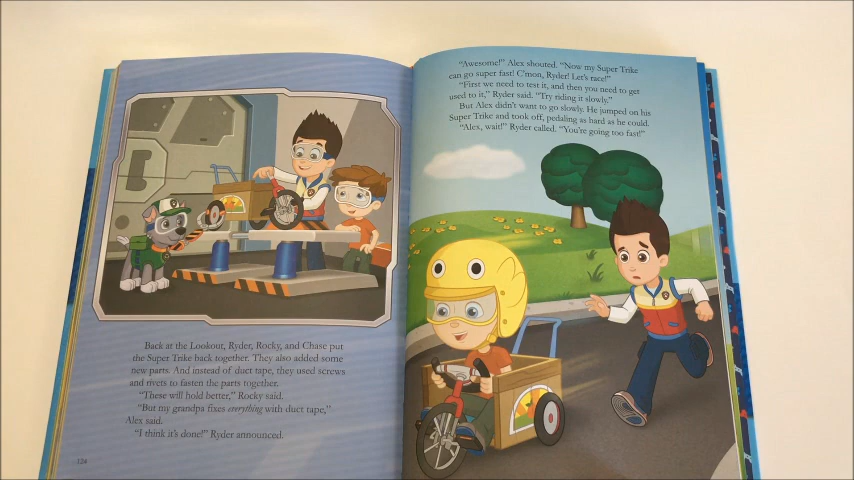 Back at the Lookout, Ryder, Rocky, and Chase put
the Super Trike back together. They also added some
new parts. And instead of duct tape, they used screws
and rivets to fasten the parts together.
"These will hold better," Rocky said.
"But my grandpa fixes everything with duct tape,"
Alex said.
"I think it's done!" Ryder announced.
124
"Awesome!" Alex shouted. "Now my Super Trike
can go super fast! C'mon, Ryder! Let's race!"
"First we need to test it, and then you need to get
used to it," Ryder said. "Try riding it slowly."
But Alex didn't want to go slowly. He jumped on his
Super Trike and took off, pedaling as hard as he could.
"Alex, wait!" Ryder called. "You're going too fast!"